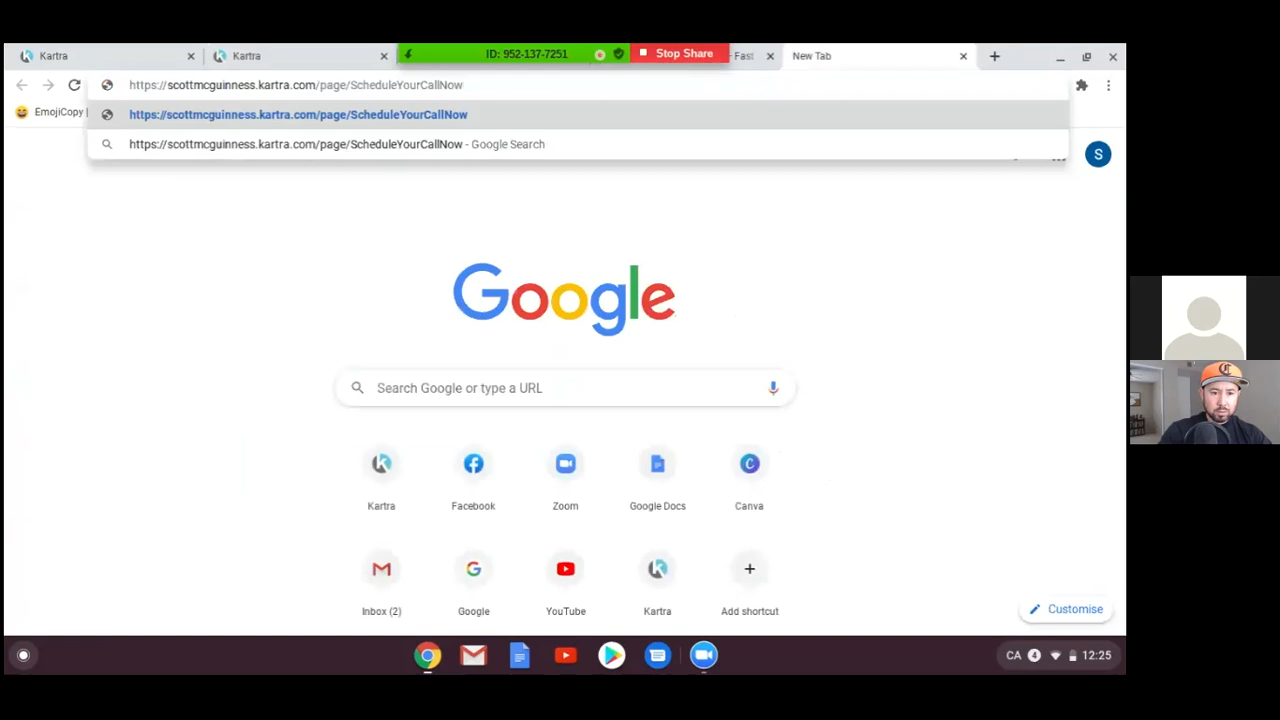 Kartra
Kartra
ID: 952-137-7251
Stop Share
- Fast
New Tab
https://scottmcguinness.kartra.com/page/ScheduleYourCallNow
EmojiCopy |
https://scottmcguinness.kartra.com/page/ScheduleYourCallNow
https://scottmcguinness.kartra.com/page/ScheduleYourCallNow - Google Search
S
Google
Search Google or type a URL
Kartra
Facebook
Zoom
Google Docs
Canva
Inbox (2)
Google
YouTube
Kartra
Add shortcut
Customise
CA 4 12:25